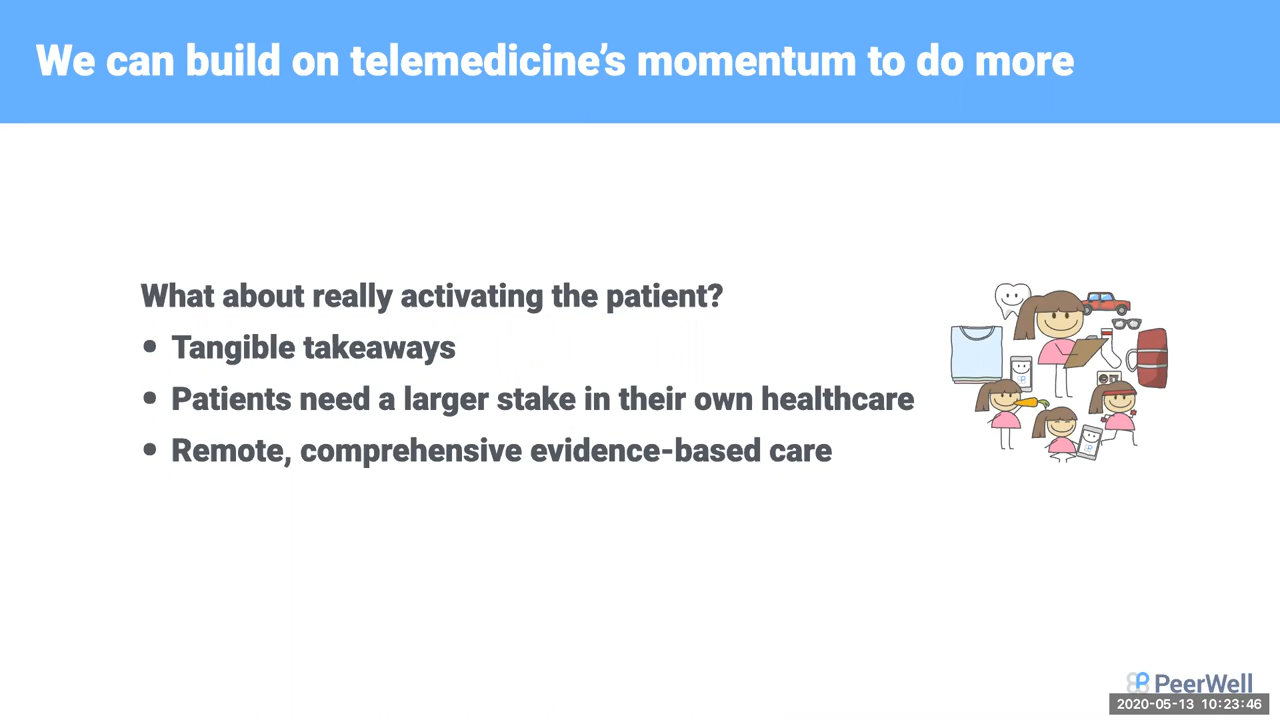 We can build on telemedicine's momentum to do more
What about really activating the patient?
• Tangible takeaways
• Patients need a larger stake in their own healthcare
• Remote, comprehensive evidence-based care
PeerWell
2020-05-13 10:23:46